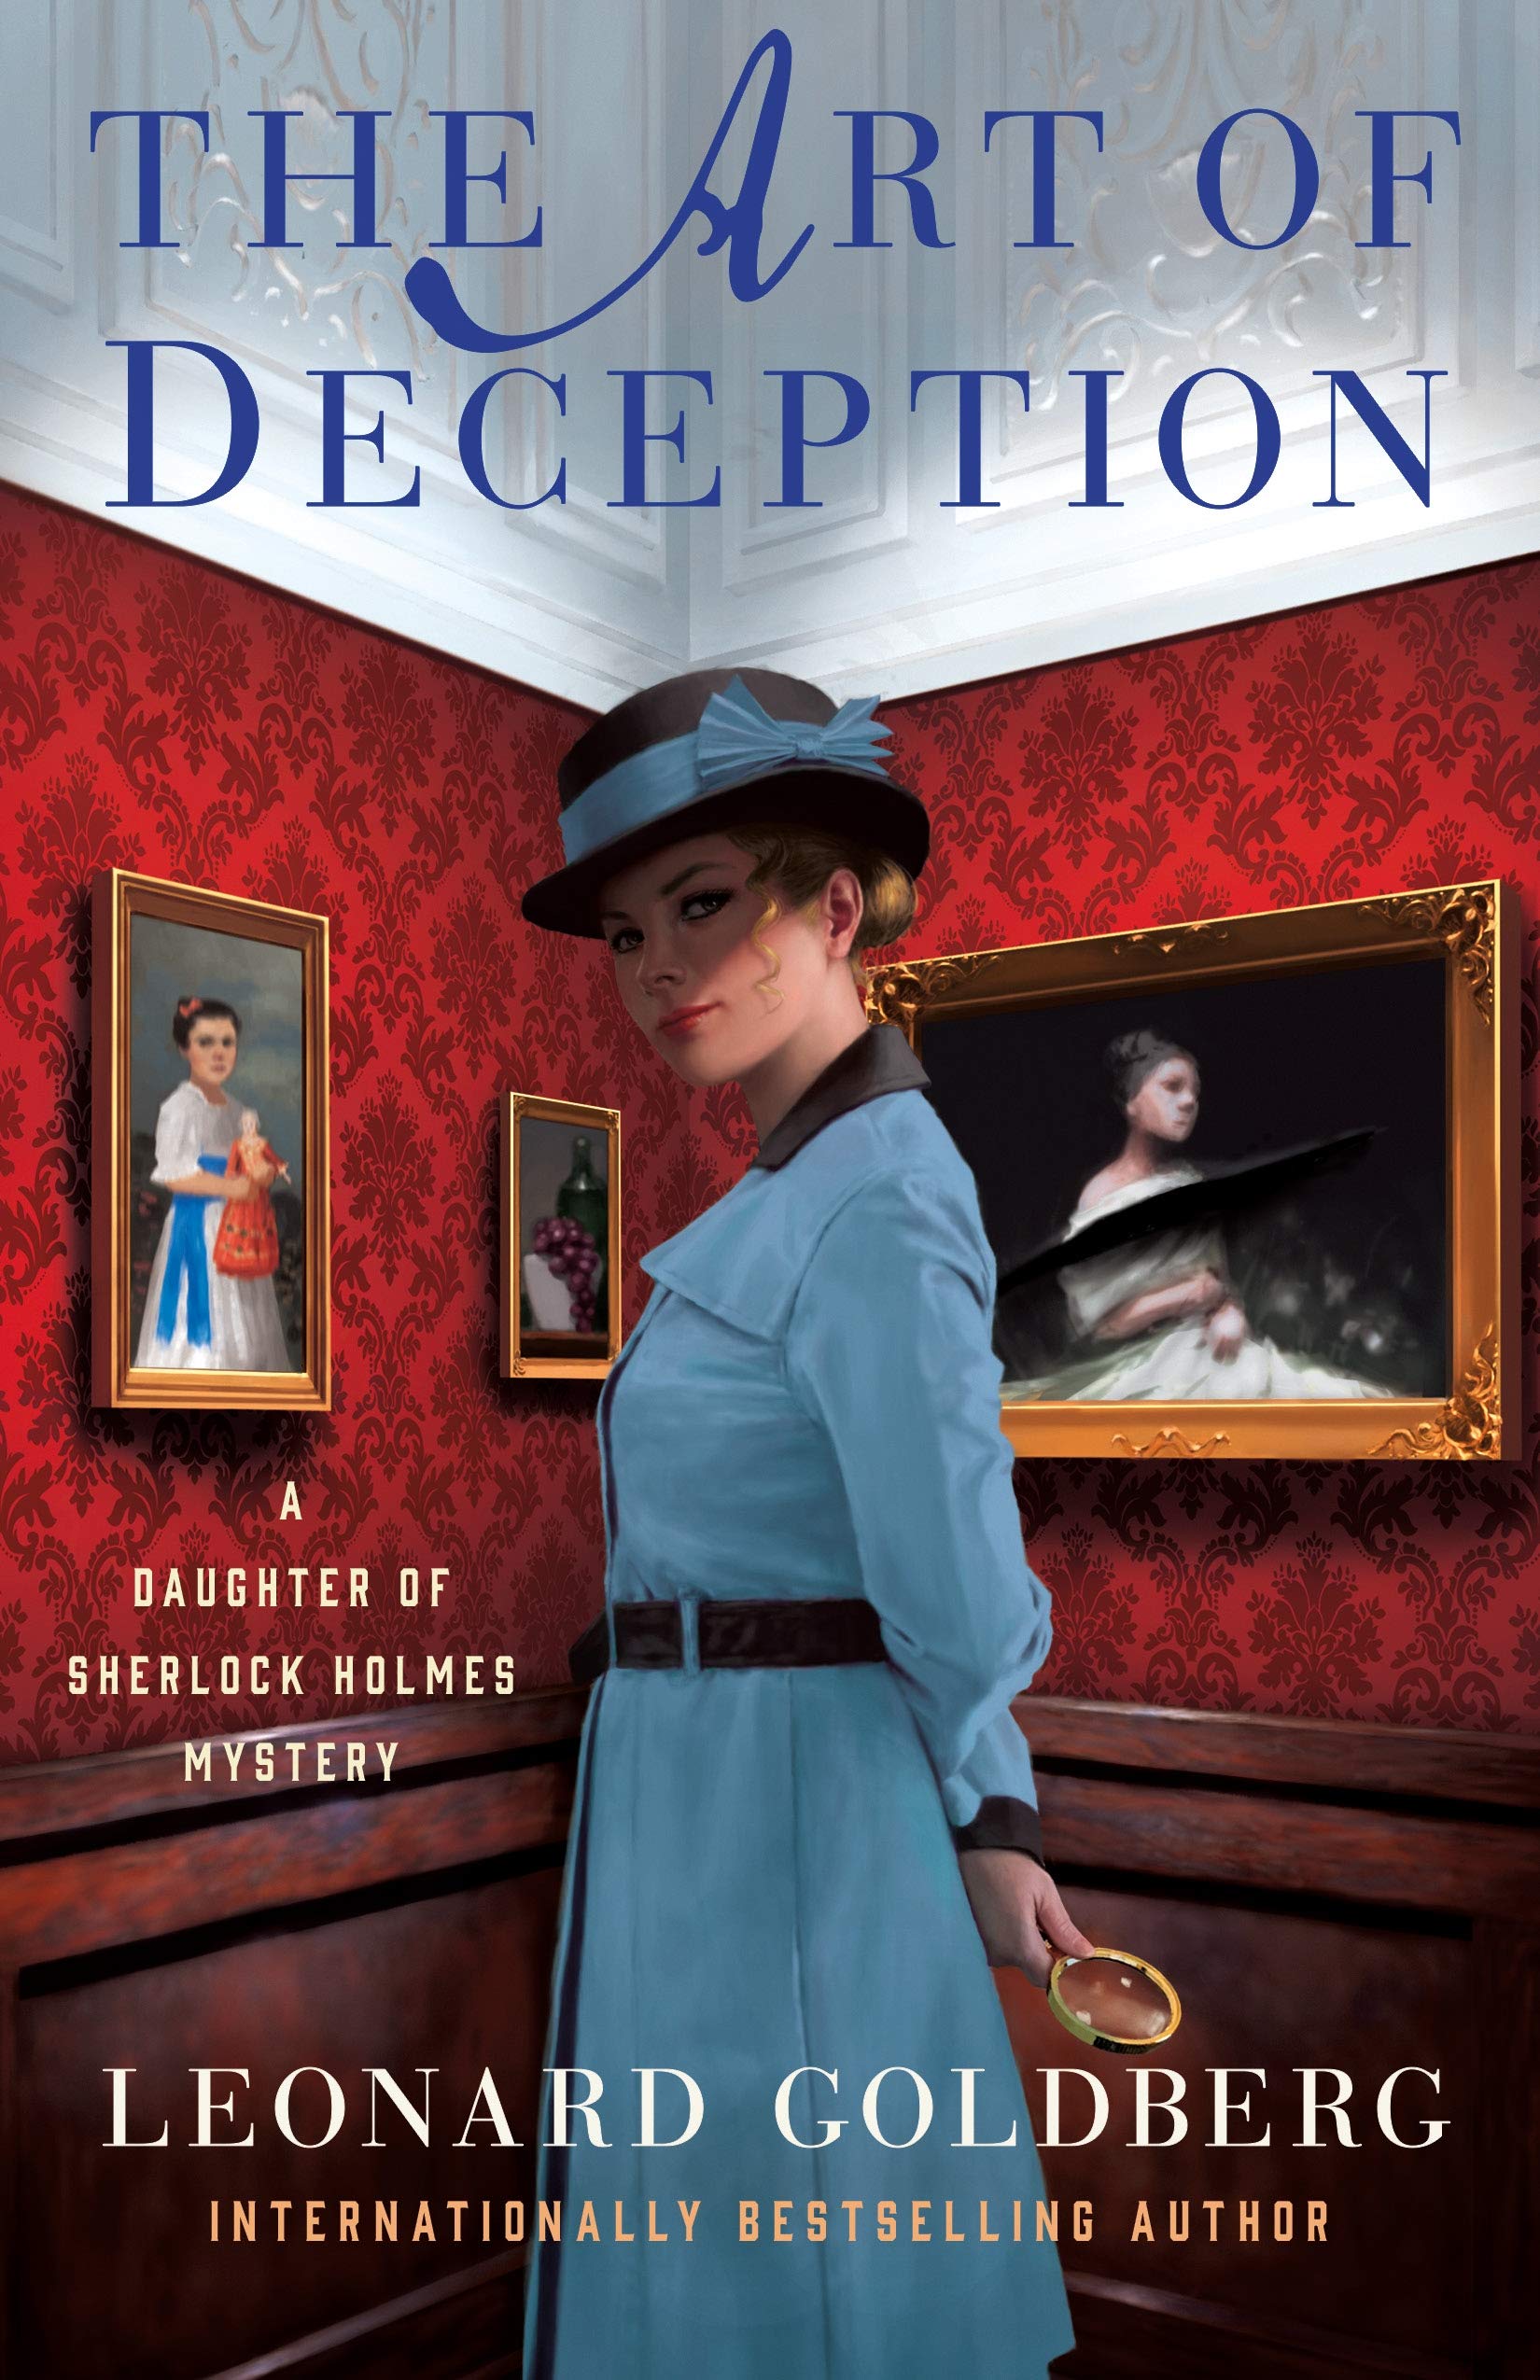 THE ART OF
DECEPTION
A
DAUGHTER OF
SHERLOCK HOLMES
MYSTERY
LEONARD GOLDBERG
INTERNATIONALLY BESTSELLING AUTHOR